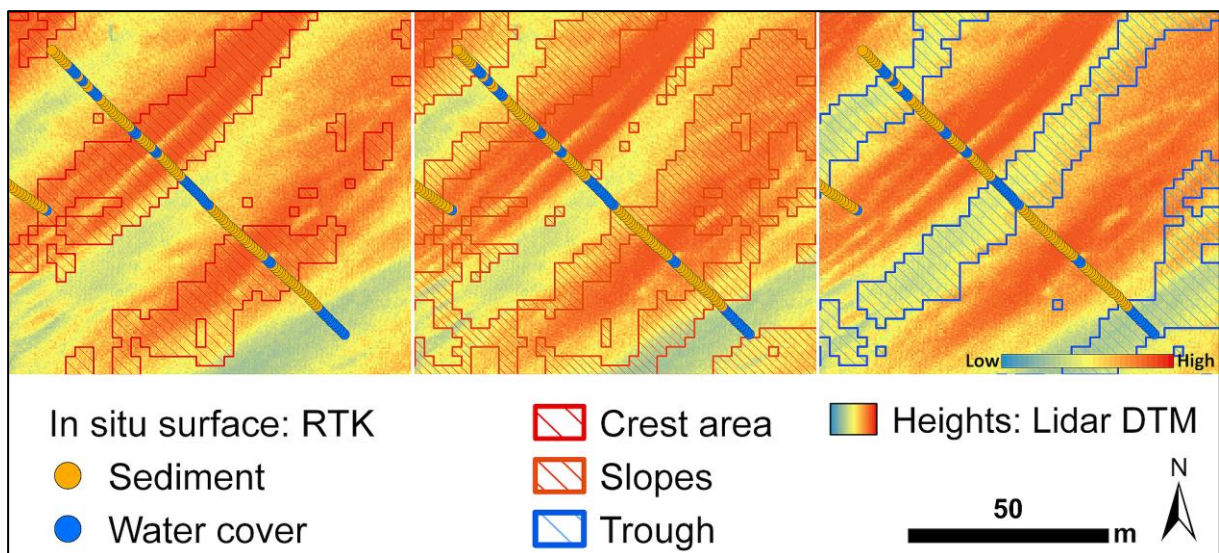 Low High
In situ surface: RTK
Sediment
Water cover
Crest area
Slopes
Trough
Heights: Lidar DTM
N
50
m